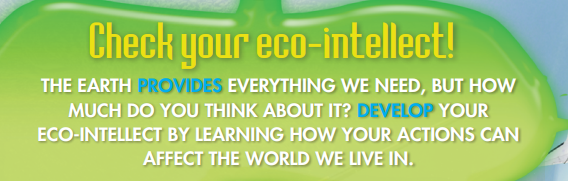 Check your eco-intellect!
THE EARTH PROVIDES EVERYTHING WE NEED, BUT HOW
MUCH DO YOU THINK ABOUT IT? DEVELOP YOUR
ECO-INTELLECT BY LEARNING HOW YOUR ACTIONS CAN
AFFECT THE WORLD WE LIVE IN.